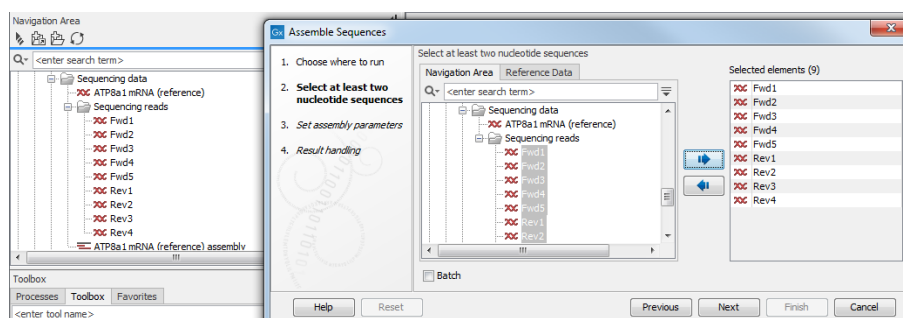 Navigation Area
<enter search term>
Sequencing data
ATP8a1 mRNA (reference)
Sequencing reads
Fwd1
Fwd2
Fwd3
Fwd4
Fwd5
Rev1
Rev2
Rev3
Rev4
ATP8a1 mRNA (reference) assembly
Toolbox
Processes Toolbox Favorites
<enter tool name>
Gx Assemble Sequences
1. Choose where to run
2. Select at least two
nucleotide sequences
3. Set assembly parameters
4. Result handling
Select at least two nucleotide sequences
Navigation Area Reference Data
<enter search term>
Sequencing data
ATP8a1 mRNA (reference)
Sequencing reads
Fwd1
Fwd2
Fwd3
Fwd4
Fwd5
Rev1
Rev2
Batch
Selected elements (9)
Fwd1
Fwd2
Fwd3
Fwd4
Fwd5
Rev1
Rev2
Rev3
Rev4
Help Reset Previous Next Finish Cancel